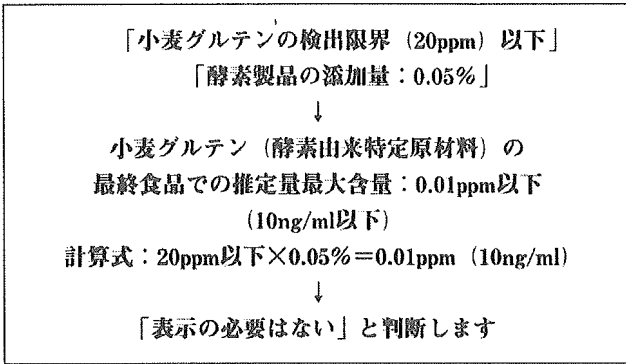 「小麦グルテンの検出限界（20ppm）以下」
「酵素製品の添加量：0.05%」
↓
小麦グルテン（酵素由来特定原材料）の
最終食品での推定量最大含量：0.01ppm以下
(10ng/ml以下)
計算式：20ppm以下×0.05%＝0.01ppm（10ng/ml）
↓
「表示の必要はない」と判断します